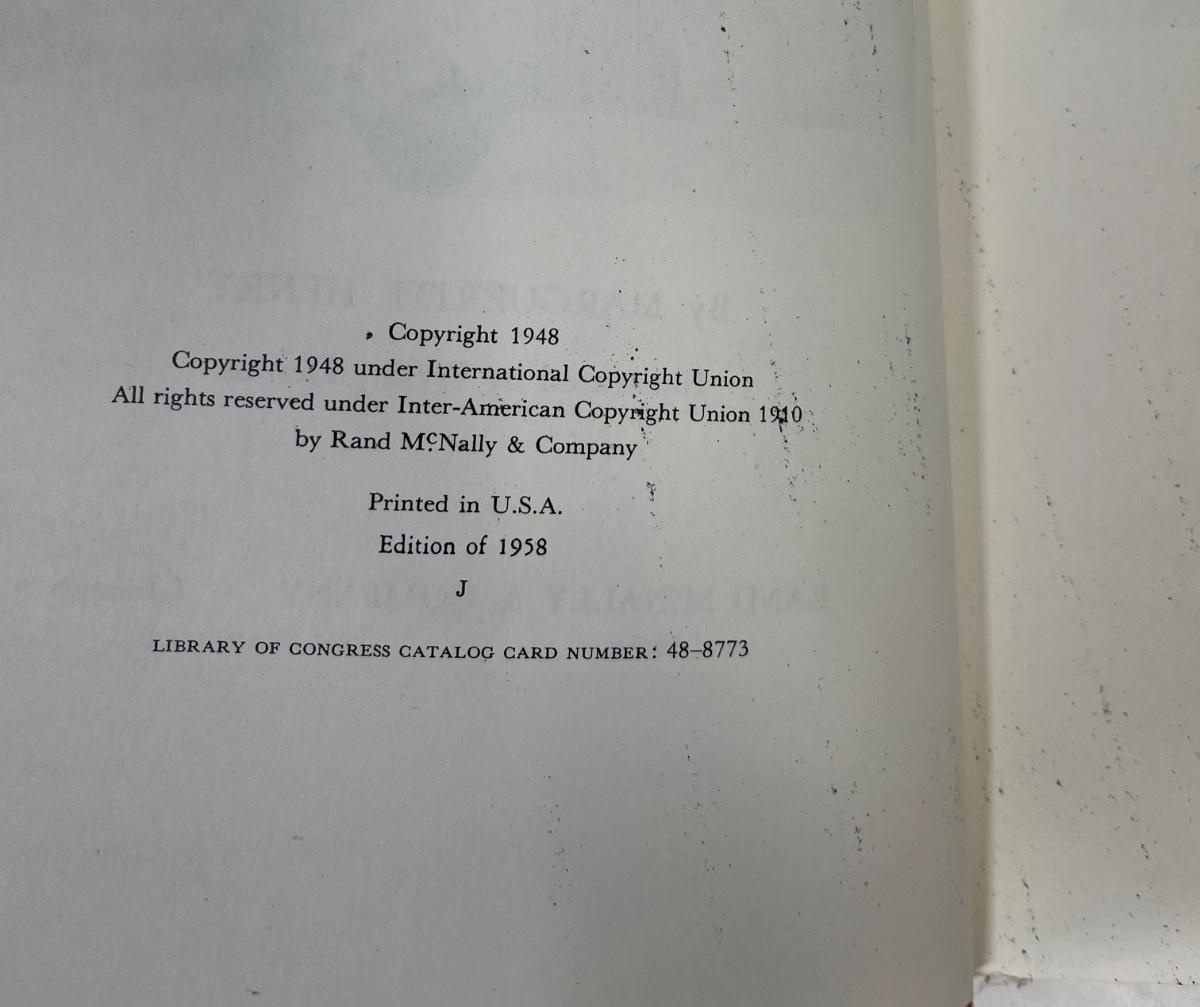 Copyright 1948
Copyright 1948 under International Copyright Union
All rights reserved under Inter-American Copyright Union 1910
by Rand McNally & Company
Printed in U.S.A.
Edition of 1958
J
LIBRARY OF CONGRESS CATALOG CARD NUMBER: 48–8773